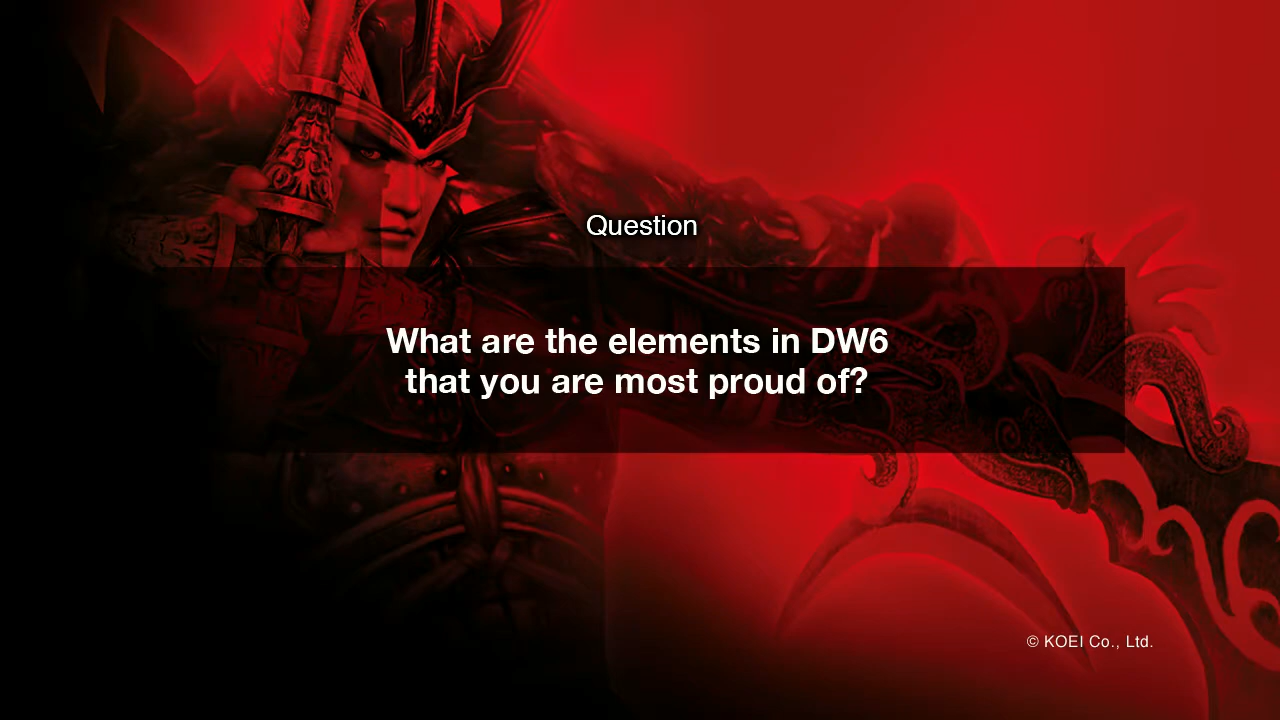 Question
What are the elements in DW6
that you are most proud of?
© KOEI Co., Ltd.